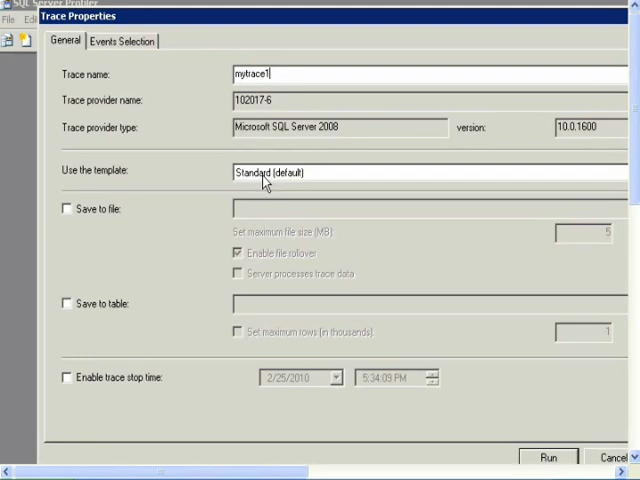 SQL Server Profiler
Trace Properties
File Edi
General Events Selection
Trace name: mytrace1
Trace provider name: 102017-6
Trace provider type: Microsoft SQL Server 2008 version: 10.0.1600
Use the template: Standard (default)
Save to file:
Set maximum file size (MB): 5
Enable file rollover
Server processes trace data
Save to table:
Set maximum rows (in thousands): 1
Enable trace stop time: 2/25/2010 5:34:09 PM
Run Cancel